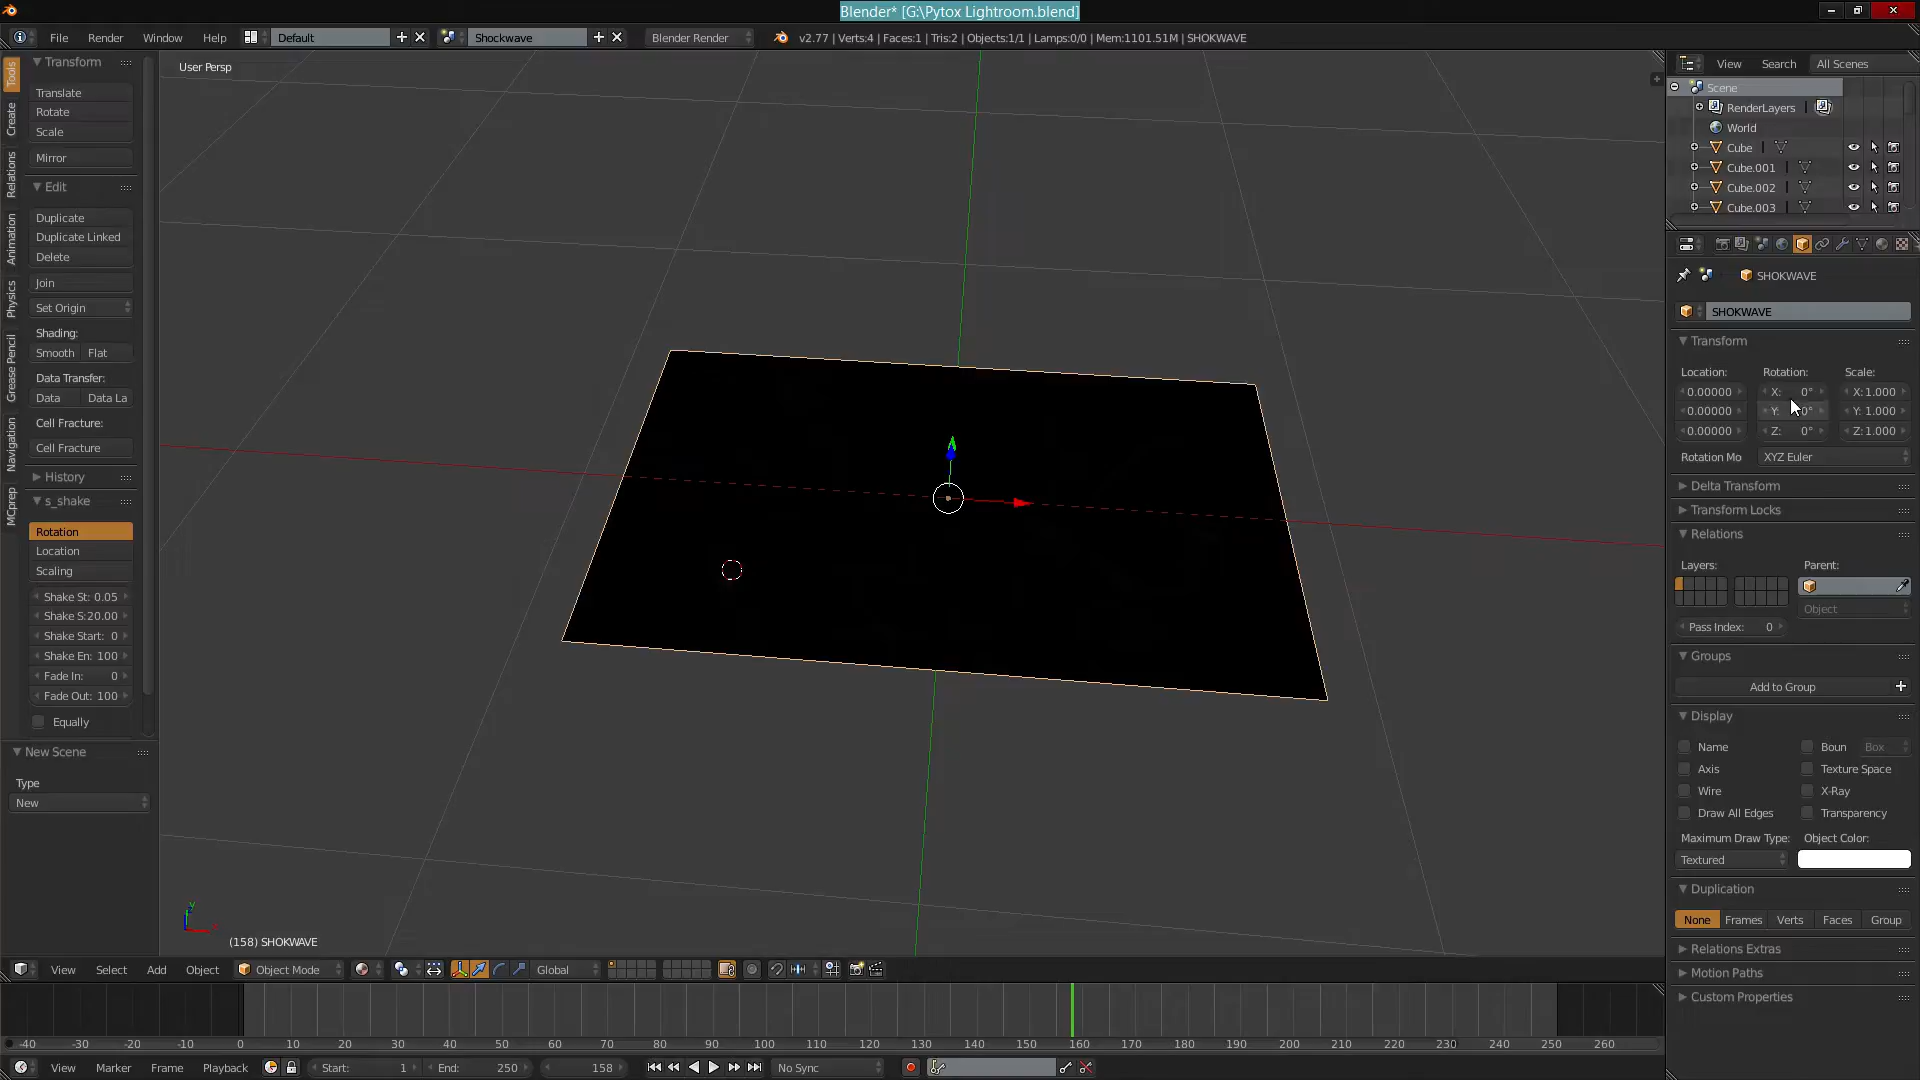 Blender* [G:\Pytox Lightroom.blend]
File Render Window Help Default Shockwave Blender Render v2.77 | Verts:4 | Faces:1 | Tris:2 | Objects:1/1 | Lamps:0/0 | Mem:1101.51M | SHOKWAVE
User Persp
Tools
Create
Relations
Animation
Physics
Grease Pencil
Navigation
MCprep
Transform
Translate
Rotate
Scale
Mirror
Edit
Duplicate
Duplicate Linked
Delete
Join
Set Origin
Shading:
Smooth Flat
Data Transfer:
Data Data La
Cell Fracture:
Cell Fracture
History
s_shake
Rotation
Location
Scaling
Shake St: 0.05
Shake S:20.00
Shake Start: 0
Shake En: 100
Fade In: 0
Fade Out: 100
Equally
New Scene
Type
New
(158) SHOKWAVE
View Select Add Object Object Mode Global
-40 -30 -20 -10 0 10 20 30 40 50 60 70 80 90 100 110 120 130 140 150 160 170 180 190 200 210 220 230 240 250 260
View Marker Frame Playback Start: 1 End: 250 158 No Sync
View Search All Scenes
Scene
RenderLayers |
World
Cube |
Cube.001 |
Cube.002 |
Cube.003 |
SHOKWAVE
SHOKWAVE
Transform
Location: Rotation: Scale:
0.00000 X: 0° X: 1.000
0.00000 Y: 0° Y: 1.000
0.00000 Z: 0° Z: 1.000
Rotation Mo XYZ Euler
Delta Transform
Transform Locks
Relations
Layers: Parent:
Object
Pass Index: 0
Groups
Add to Group
Display
Name Boun Box
Axis Texture Space
Wire X-Ray
Draw All Edges Transparency
Maximum Draw Type: Object Color:
Textured
Duplication
None Frames Verts Faces Group
Relations Extras
Motion Paths
Custom Properties